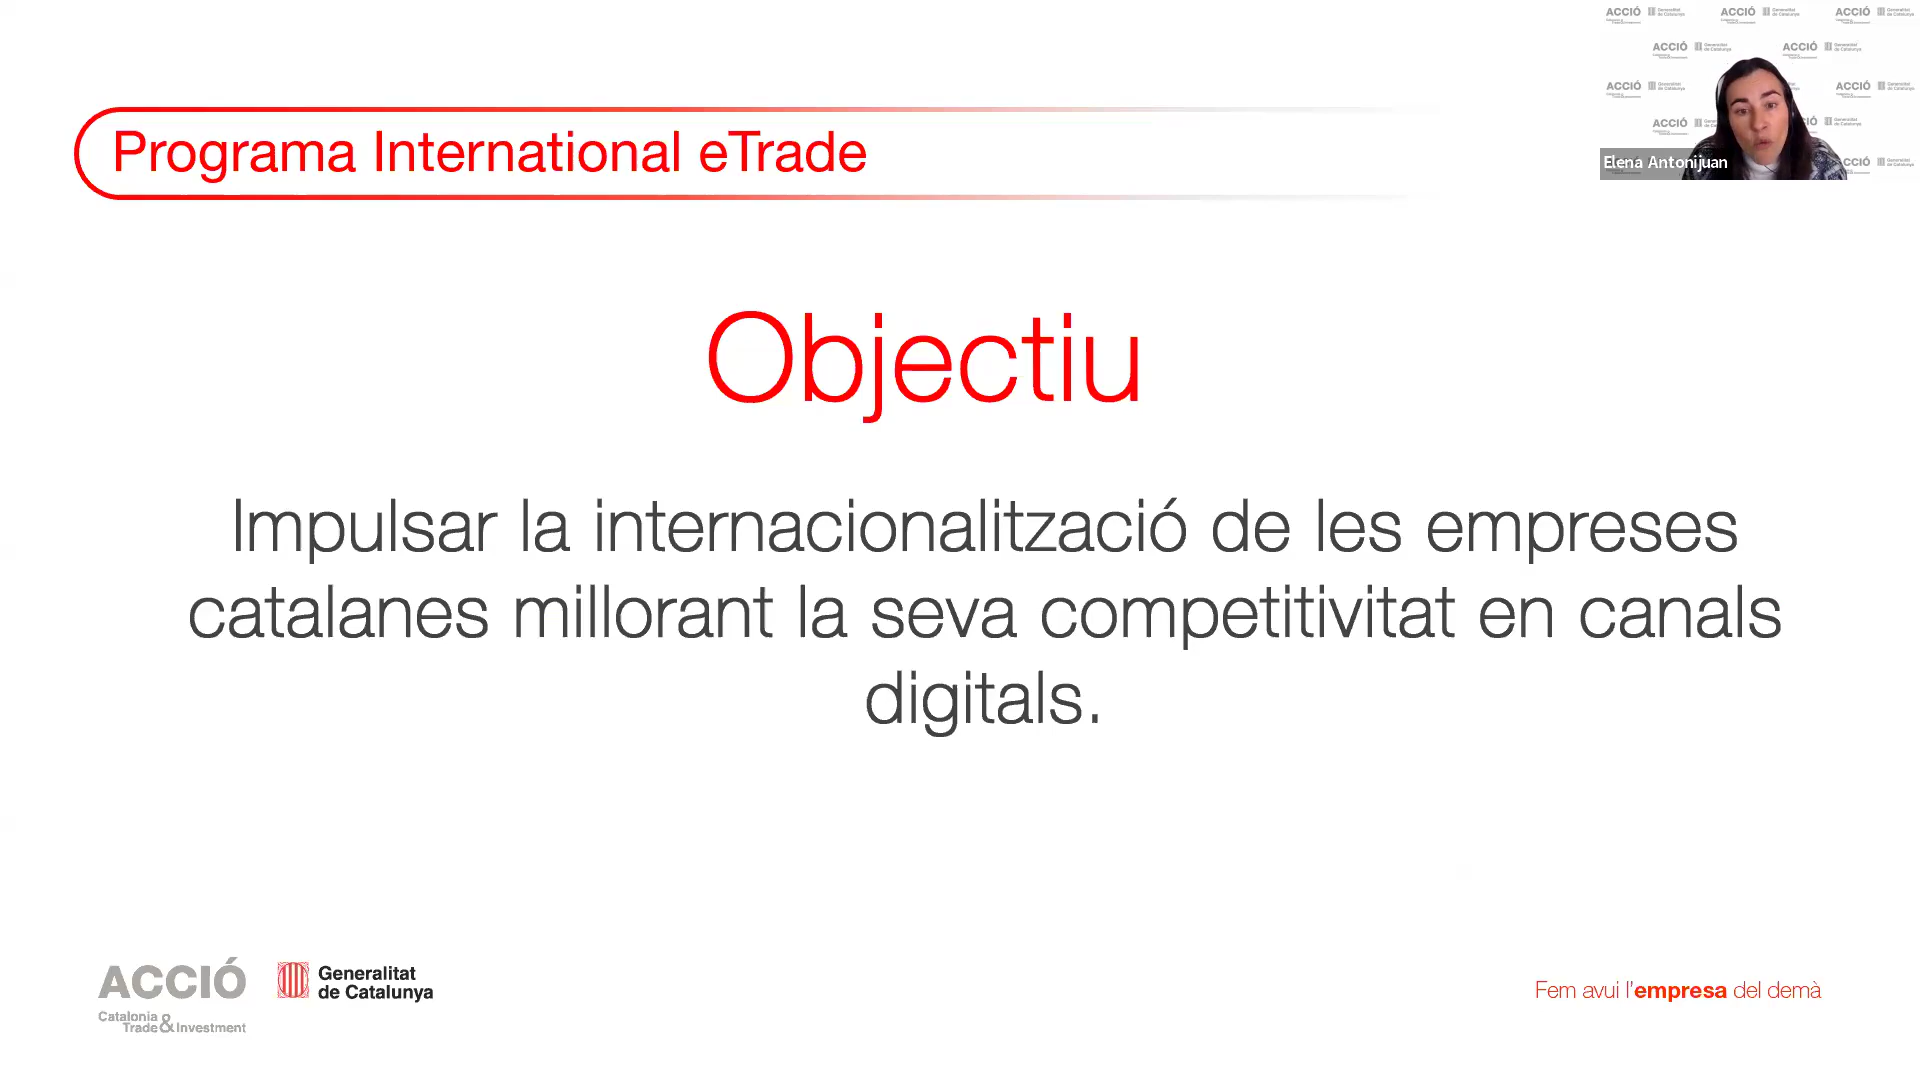 Programa International eTrade
Elena Antonijuan
Objectiu
Impulsar la internacionalització de les empreses
catalanes millorant la seva competitivitat en canals
digitals.
ACCIÓ
Catalonia
Trade & Investment
Generalitat
de Catalunya
Fem avui l'empresa del demà